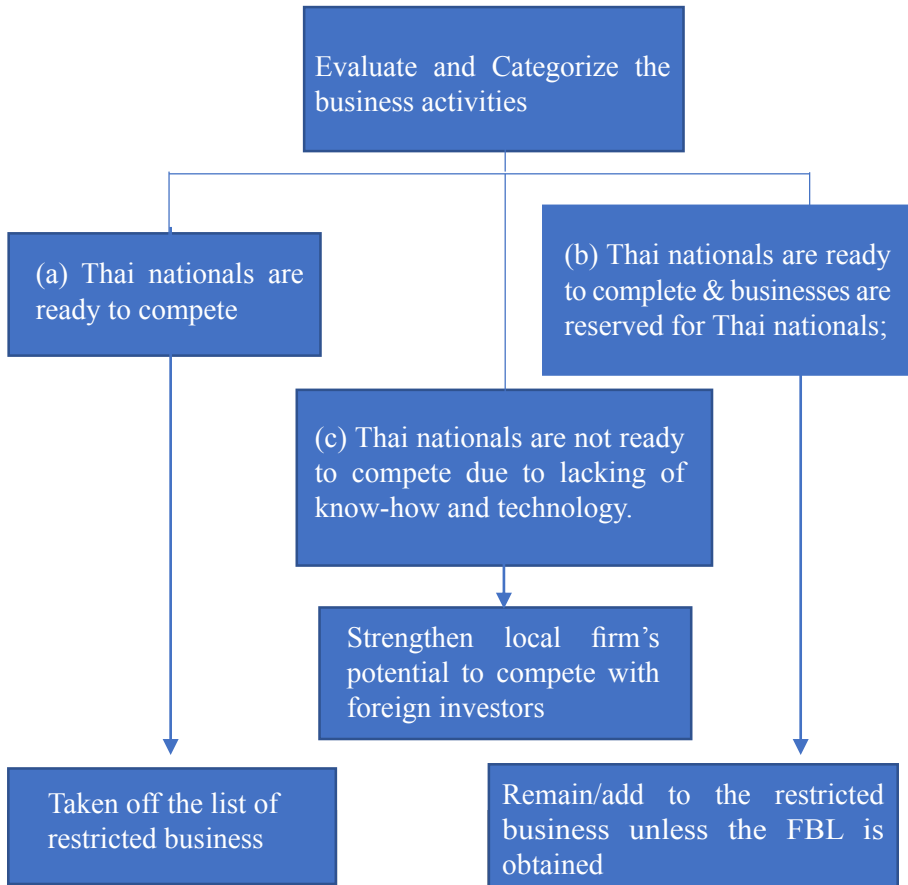 Evaluate and Categorize the
business activities
(a) Thai nationals are
ready to compete
(b) Thai nationals are ready
to complete & businesses are
reserved for Thai nationals;
(c) Thai nationals are not ready
to compete due to lacking of
know-how and technology.
Strengthen local firm’s
potential to compete with
foreign investors
Taken off the list of
restricted business
Remain/add to the restricted
business unless the FBL is
obtained